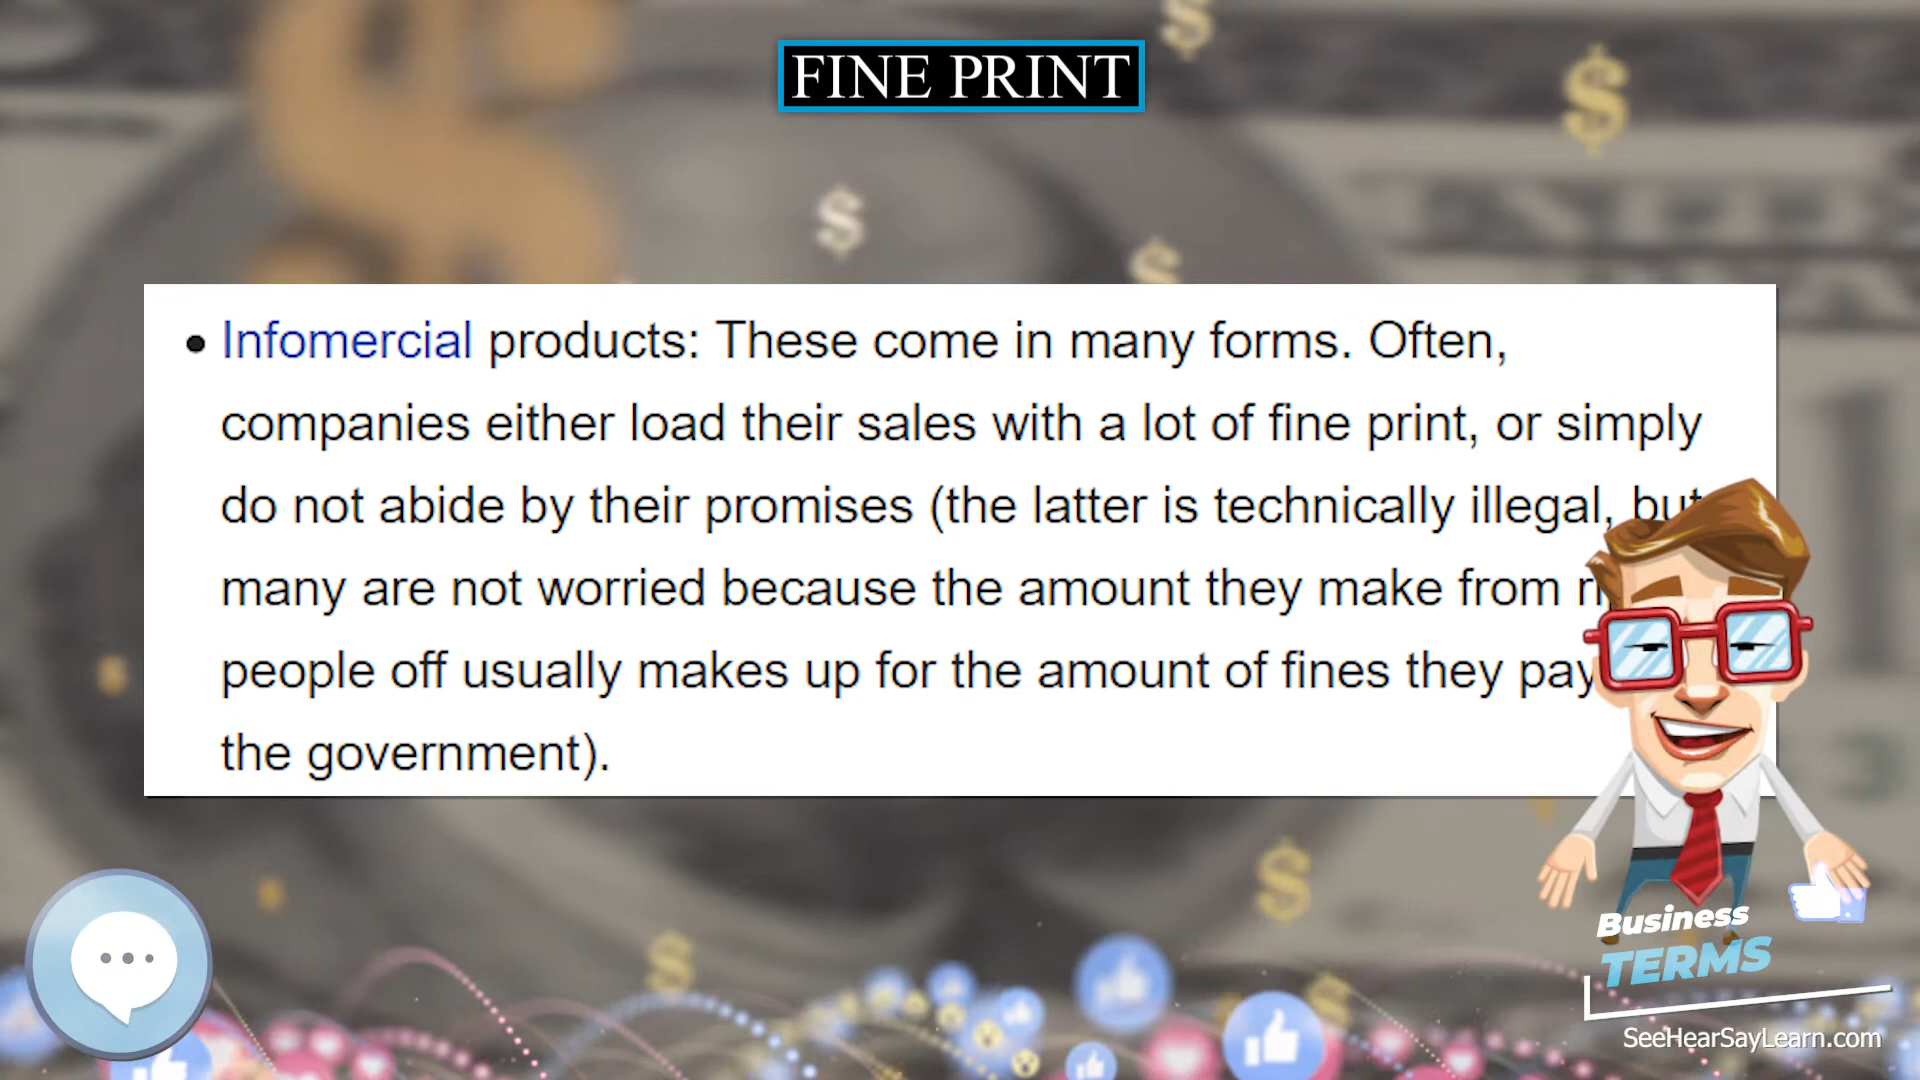 FINE PRINT
• Infomercial products: These come in many forms. Often,
companies either load their sales with a lot of fine print, or simply
do not abide by their promises (the latter is technically illegal, but
many are not worried because the amount they make from
people off usually makes up for the amount of fines they pay
the government).
Business
TERMS
SeeHearSayLearn.com